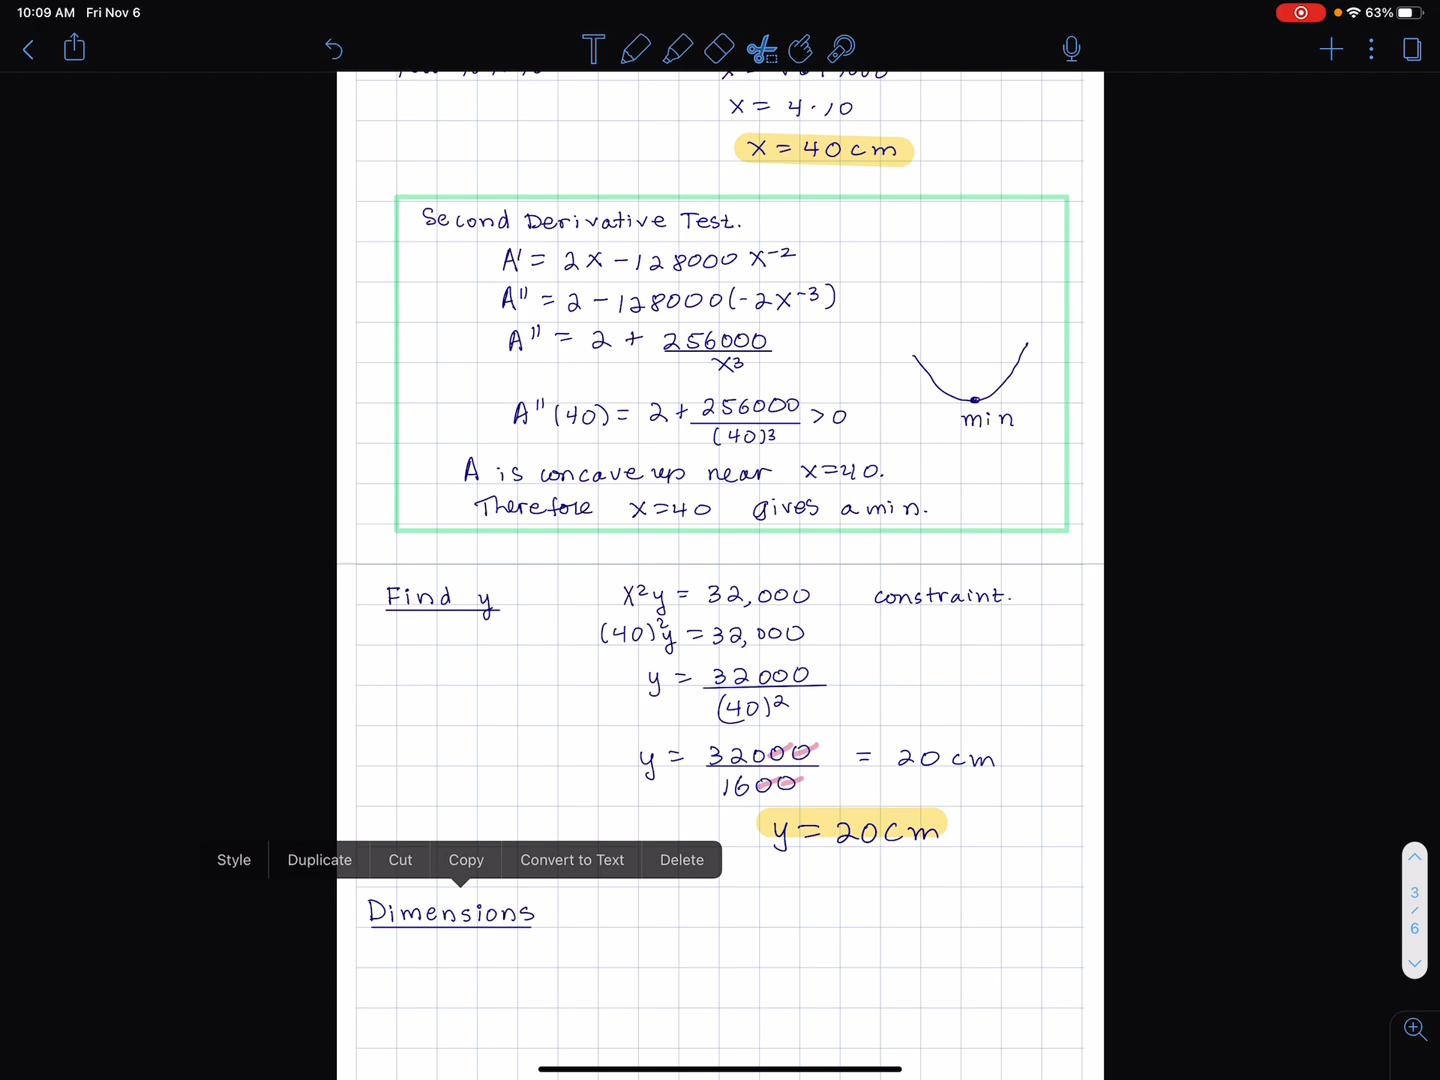 10:09 AM Fri Nov 6
63%
x = 4·10
x = 40 cm
Second Derivative Test.
A' = 2x − 128000 x⁻²
A'' = 2 − 128000(−2x⁻³)
A'' = 2 + 256000/x³
A''(40) = 2 + 256000/(40)³ > 0
min
A is concave up near x=40.
Therefore x=40 gives a min.
Find y x²y = 32,000 constraint.
(40)²y = 32,000
y = 32000/(40)²
y = 32000/1600 = 20 cm
y = 20 cm
Style Duplicate Cut Copy Convert to Text Delete
Dimensions
3 / 6